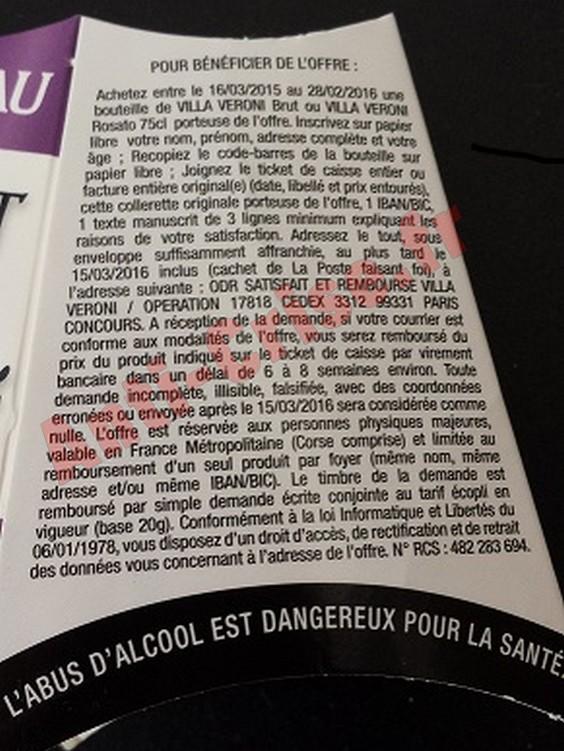 AU
POUR BÉNÉFICIER DE L'OFFRE :
Achetez entre le 16/03/2015 au 28/02/2016 une
bouteille de VILLA VERONI Brut ou VILLA VERONI
Rosato 75cl porteuse de l'offre. Inscrivez sur papier
libre votre nom, prénom, adresse complète et votre
âge ; Recopiez le code-barres de la bouteille sur
papier libre ; Joignez le ticket de caisse entier ou
facture entière original(e) (date, libellé et prix entourés),
cette collerette originale porteuse de l'offre, 1 IBAN/BIC,
1 texte manuscrit de 3 lignes minimum expliquant les
raisons de votre satisfaction. Adressez le tout, sous
enveloppe suffisamment affranchie, au plus tard le
15/03/2016 inclus (cachet de La Poste faisant foi), à
l'adresse suivante : ODR SATISFAIT ET REMBOURSE VILLA
VERONI / OPERATION 17818 CEDEX 3312 99331 PARIS
CONCOURS. A réception de la demande, si votre courrier est
conforme aux modalités de l'offre, vous serez remboursé du
prix du produit indiqué sur le ticket de caisse par virement
bancaire dans un délai de 6 à 8 semaines environ. Toute
demande incomplète, illisible, falsifiée, avec des coordonnées
erronées ou envoyée après le 15/03/2016 sera considérée comme
nulle. L'offre est réservée aux personnes physiques majeures,
valable en France Métropolitaine (Corse comprise) et limitée au
remboursement d'un seul produit par foyer (même nom, même
adresse et/ou même IBAN/BIC). Le timbre de la demande est
remboursé par simple demande écrite conjointe au tarif écopli en
vigueur (base 20g). Conformément à la loi Informatique et Libertés du
06/01/1978, vous disposez d'un droit d'accès, de rectification et de retrait
des données vous concernant à l'adresse de l'offre. N° RCS : 482 283 694.
L'ABUS D'ALCOOL EST DANGEREUX POUR LA SANTÉ.